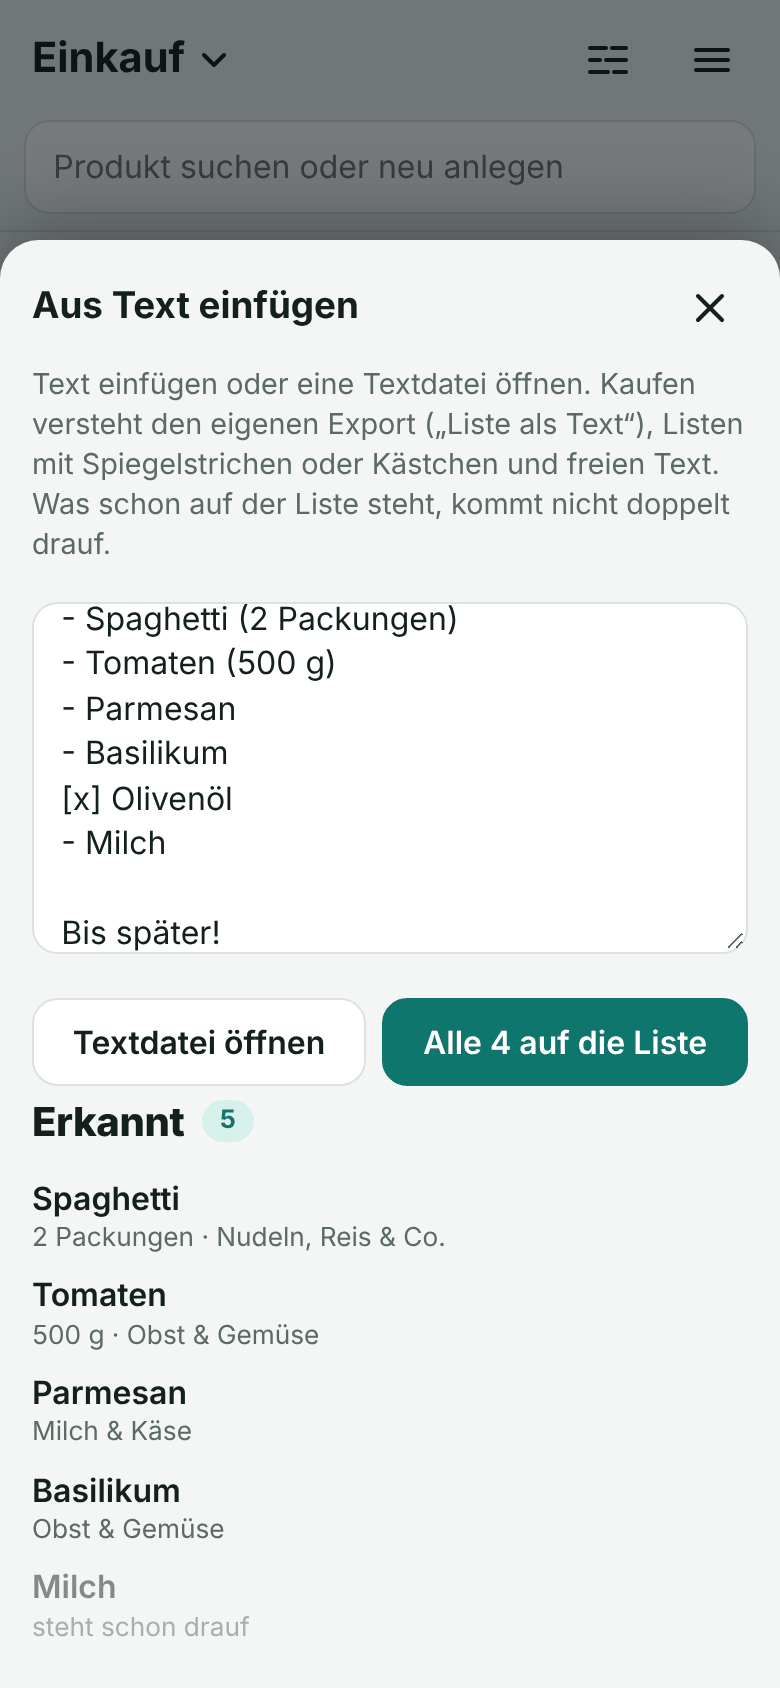 Einkauf
Produkt suchen oder neu anlegen
Aus Text einfügen
Text einfügen oder eine Textdatei öffnen. Kaufen
versteht den eigenen Export („Liste als Text“), Listen
mit Spiegelstrichen oder Kästchen und freien Text.
Was schon auf der Liste steht, kommt nicht doppelt
drauf.
- Spaghetti (2 Packungen)
- Tomaten (500 g)
- Parmesan
- Basilikum
[x] Olivenöl
- Milch
Bis später!
Textdatei öffnen
Alle 4 auf die Liste
Erkannt 5
Spaghetti
2 Packungen · Nudeln, Reis & Co.
Tomaten
500 g · Obst & Gemüse
Parmesan
Milch & Käse
Basilikum
Obst & Gemüse
Milch
steht schon drauf